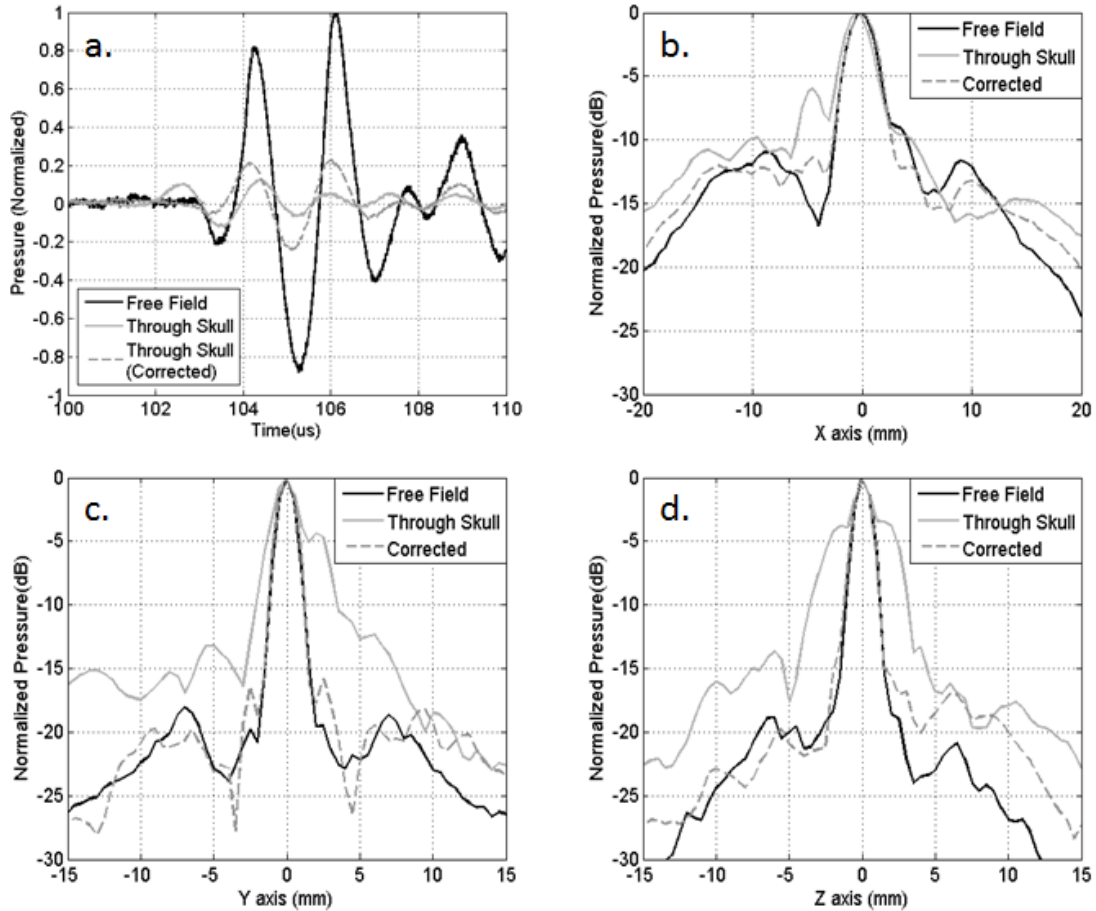 a.
Pressure (Normalized)
1
0.8
0.6
0.4
0.2
0
-0.2
-0.4
-0.6
-0.8
-1
Free Field
Through Skull
Through Skull
(Corrected)
100 102 104 106 108 110
Time(us)
b.
Normalized Pressure(dB)
0
-5
-10
-15
-20
-25
-30
Free Field
Through Skull
Corrected
-20 -10 0 10 20
X axis (mm)
c.
Normalized Pressure(dB)
0
-5
-10
-15
-20
-25
-30
Free Field
Through Skull
Corrected
-15 -10 -5 0 5 10 15
Y axis (mm)
d.
Normalized Pressure(dB)
0
-5
-10
-15
-20
-25
-30
Free Field
Through Skull
Corrected
-15 -10 -5 0 5 10 15
Z axis (mm)